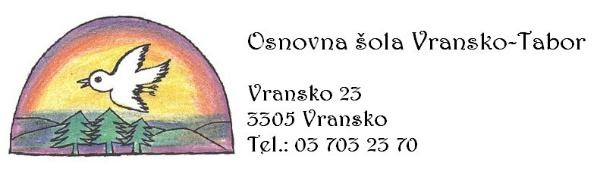 Osnovna šola Vransko-Tabor
Vransko 23
3305 Vransko
Tel.: 03 703 23 70